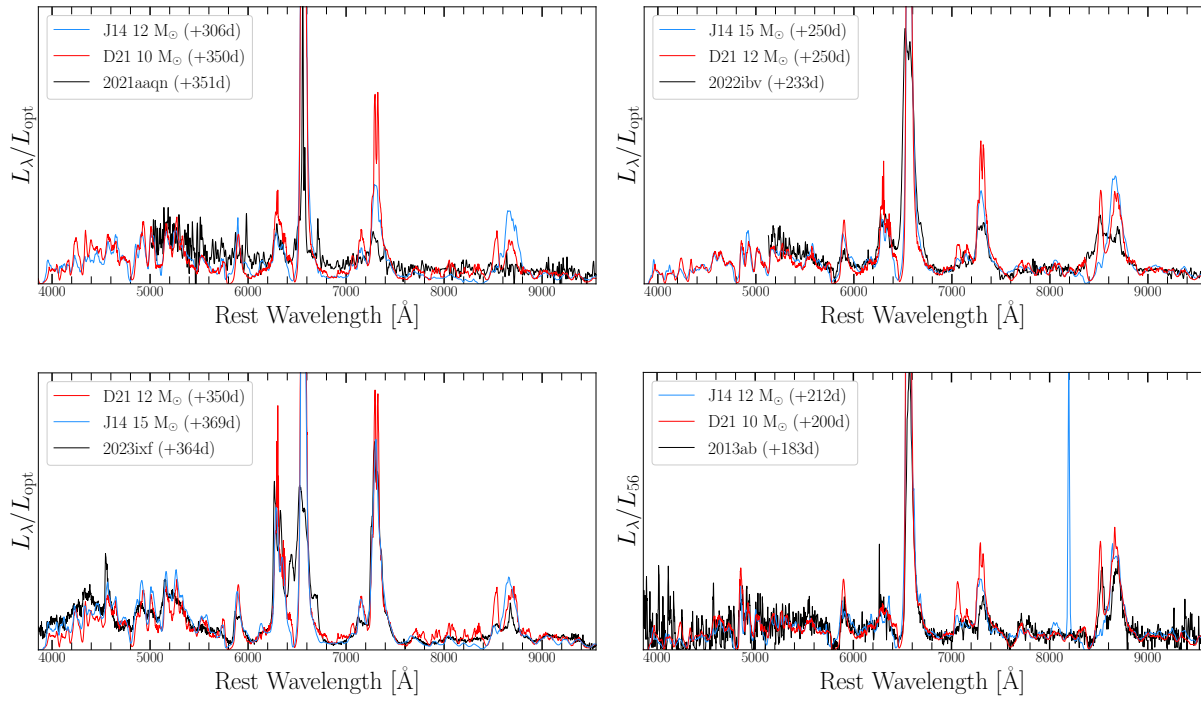 J14 12 M⊙ (+306d)
D21 10 M⊙ (+350d)
2021aaqn (+351d)
Lλ/Lopt
4000 5000 6000 7000 8000 9000
Rest Wavelength [Å]
J14 15 M⊙ (+250d)
D21 12 M⊙ (+250d)
2022ibv (+233d)
Lλ/Lopt
4000 5000 6000 7000 8000 9000
Rest Wavelength [Å]
D21 12 M⊙ (+350d)
J14 15 M⊙ (+369d)
2023ixf (+364d)
Lλ/Lopt
4000 5000 6000 7000 8000 9000
Rest Wavelength [Å]
J14 12 M⊙ (+212d)
D21 10 M⊙ (+200d)
2013ab (+183d)
Lλ/L56
4000 5000 6000 7000 8000 9000
Rest Wavelength [Å]